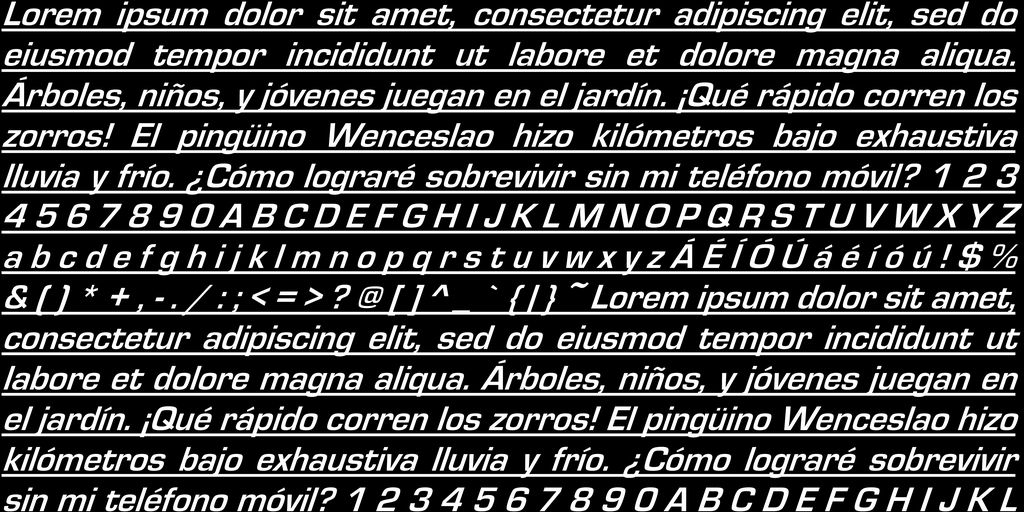 Lorem ipsum dolor sit amet, consectetur adipiscing elit, sed do
eiusmod tempor incididunt ut labore et dolore magna aliqua.
Árboles, niños, y jóvenes juegan en el jardín. ¡Qué rápido corren los
zorros! El pingüino Wenceslao hizo kilómetros bajo exhaustiva
lluvia y frío. ¿Cómo lograré sobrevivir sin mi teléfono móvil? 1 2 3
4 5 6 7 8 9 0 A B C D E F G H I J K L M N O P Q R S T U V W X Y Z
a b c d e f g h i j k l m n o p q r s t u v w x y z Á É Í Ó Ú á é í ó ú ! $ %
& ( ) * + , - . / : ; < = > ? @ [ ] ^ _ ` { | } ~ Lorem ipsum dolor sit amet,
consectetur adipiscing elit, sed do eiusmod tempor incididunt ut
labore et dolore magna aliqua. Árboles, niños, y jóvenes juegan en
el jardín. ¡Qué rápido corren los zorros! El pingüino Wenceslao hizo
kilómetros bajo exhaustiva lluvia y frío. ¿Cómo lograré sobrevivir
sin mi teléfono móvil? 1 2 3 4 5 6 7 8 9 0 A B C D E F G H I J K L